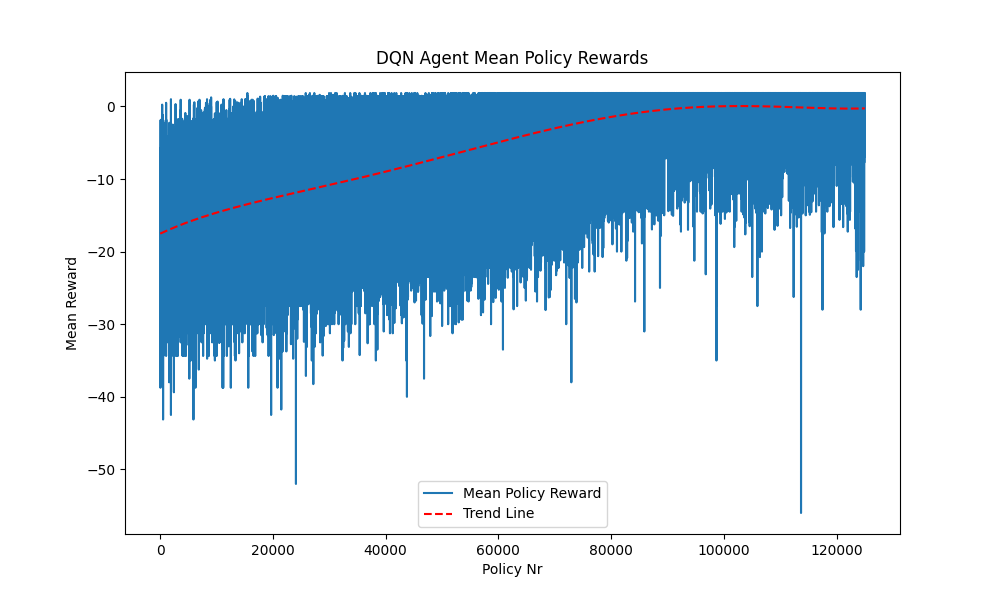 DQN Agent Mean Policy Rewards
0
−10
−20
−30
−40
−50
Mean Reward
Mean Policy Reward
Trend Line
0 20000 40000 60000 80000 100000 120000
Policy Nr